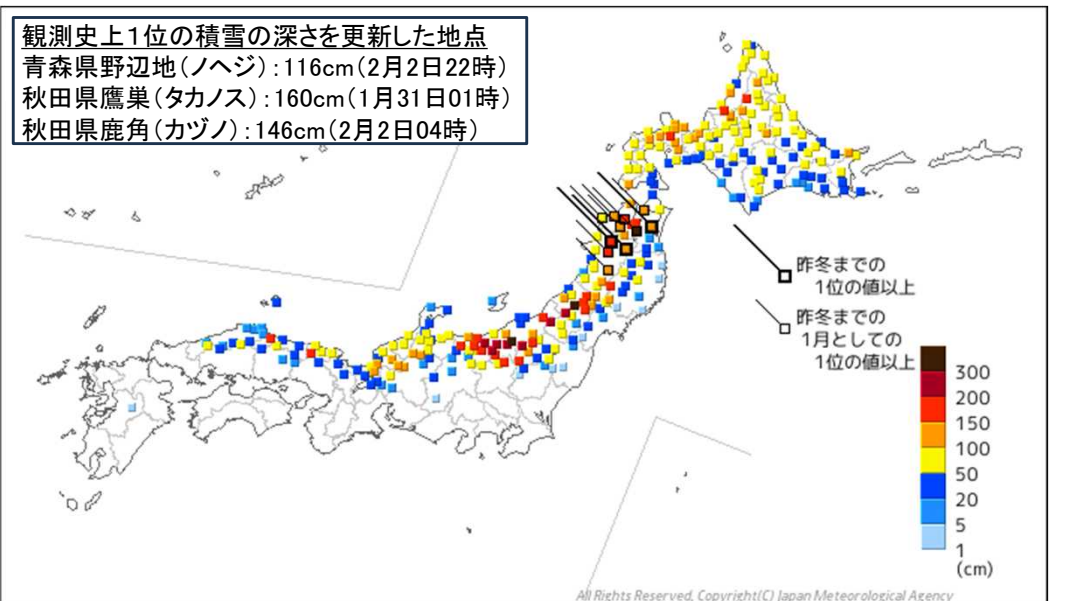 観測史上1位の積雪の深さを更新した地点
青森県野辺地(ノヘジ):116cm(2月2日22時)
秋田県鷹巣(タカノス):160cm(1月31日01時)
秋田県鹿角(カヅノ):146cm(2月2日04時)
昨冬までの
1位の値以上
昨冬までの
1月としての
1位の値以上
300
200
150
100
50
20
5
1
(cm)
All Rights Reserved, Copyright(C) Japan Meteorological Agency